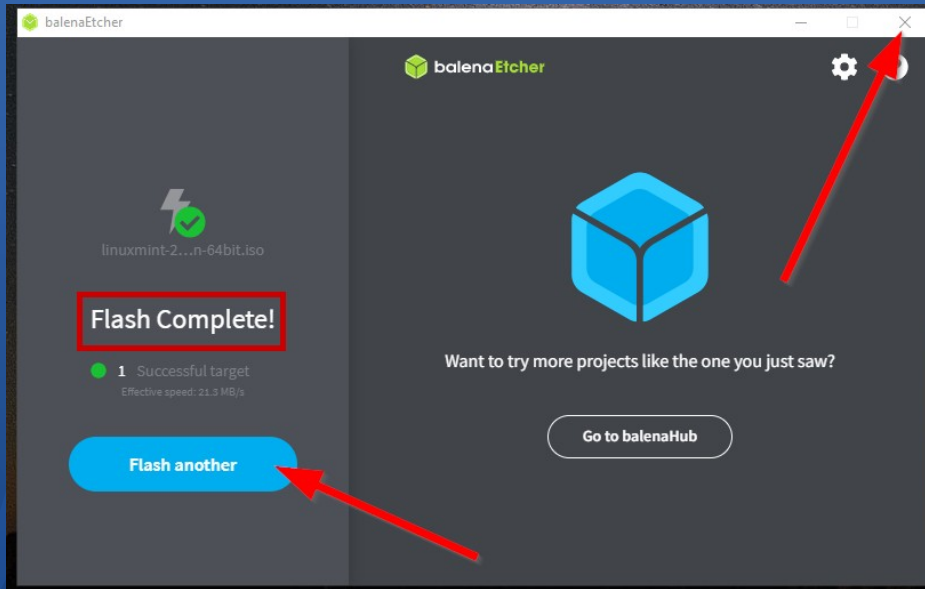 balenaEtcher
balenaEtcher
linuxmint-2...n-64bit.iso
Flash Complete!
1 Successful target
Effective speed: 21.3 MB/s
Flash another
Want to try more projects like the one you just saw?
Go to balenaHub